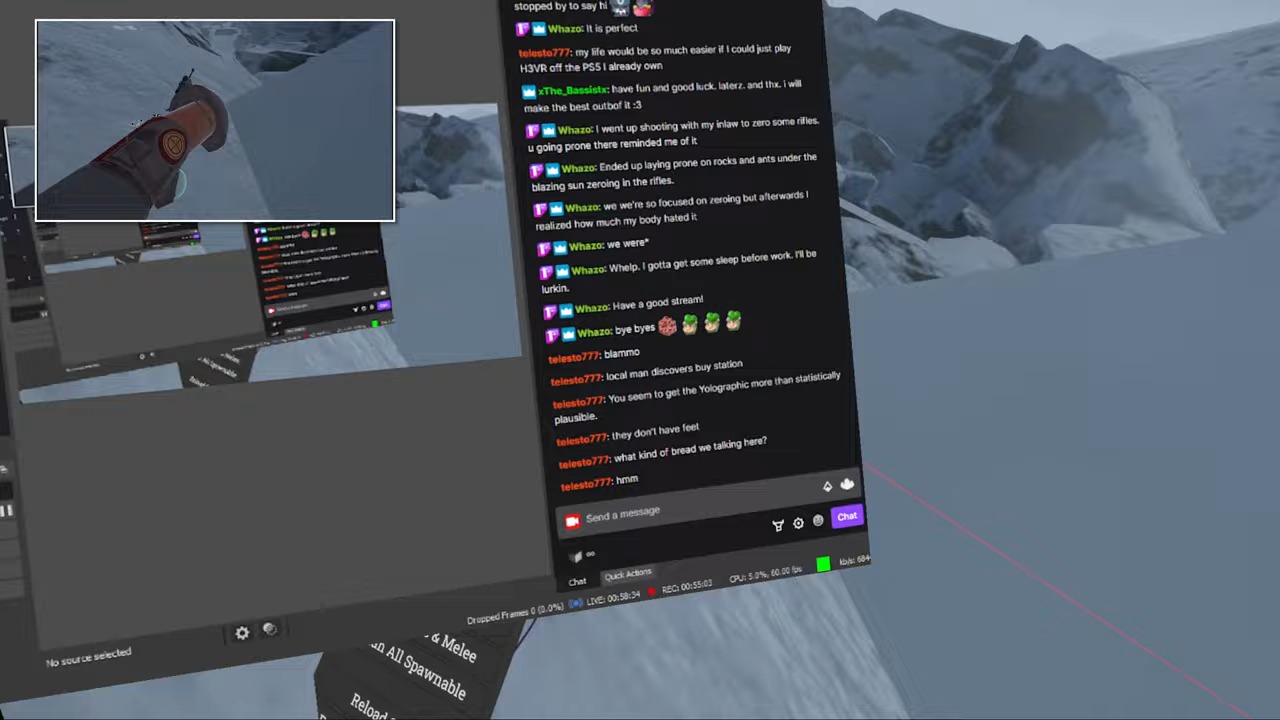 stopped by to say hi
Whazo: It is perfect
telesto777: my life would be so much easier if I could just play
H3VR off the PS5 I already own
xThe_Bassistx: have fun and good luck. laterz. and thx. i will
make the best outbof it :3
Whazo: I went up shooting with my inlaw to zero some rifles.
u going prone there reminded me of it
Whazo: Ended up laying prone on rocks and ants under the
blazing sun zeroing in the rifles.
Whazo: we we're so focused on zeroing but afterwards I
realized how much my body hated it
Whazo: we were*
Whazo: Whelp. I gotta get some sleep before work. I'll be
lurkin.
Whazo: Have a good stream!
Whazo: bye byes
telesto777: blammo
telesto777: local man discovers buy station
telesto777: You seem to get the Yolographic more than statistically
plausible.
telesto777: they don't have feet
telesto777: what kind of bread we talking here?
telesto777: hmm
Send a message
Chat
Chat Quick Actions
Dropped Frames 0 (0.0%) LIVE: 00:58:34 REC: 00:55:03 CPU: 5.0%, 60.00 fps kb/s: 684
No source selected
& Melee
n All Spawnable
Reload